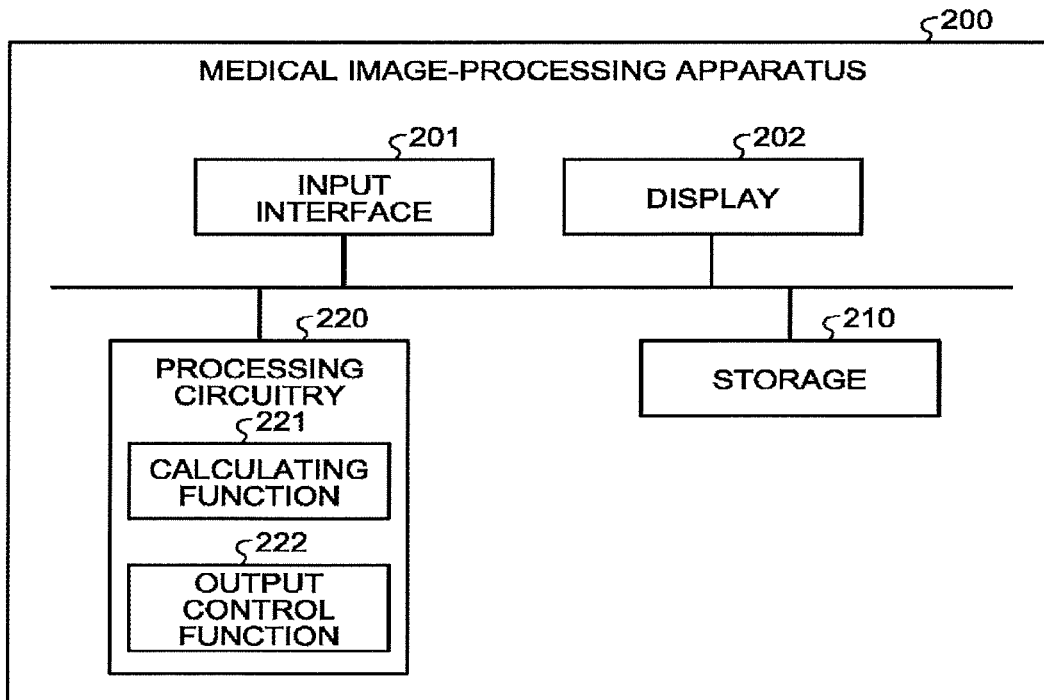 200
MEDICAL IMAGE-PROCESSING APPARATUS
201
INPUT
INTERFACE
202
DISPLAY
220
PROCESSING
CIRCUITRY
221
CALCULATING
FUNCTION
222
OUTPUT
CONTROL
FUNCTION
210
STORAGE